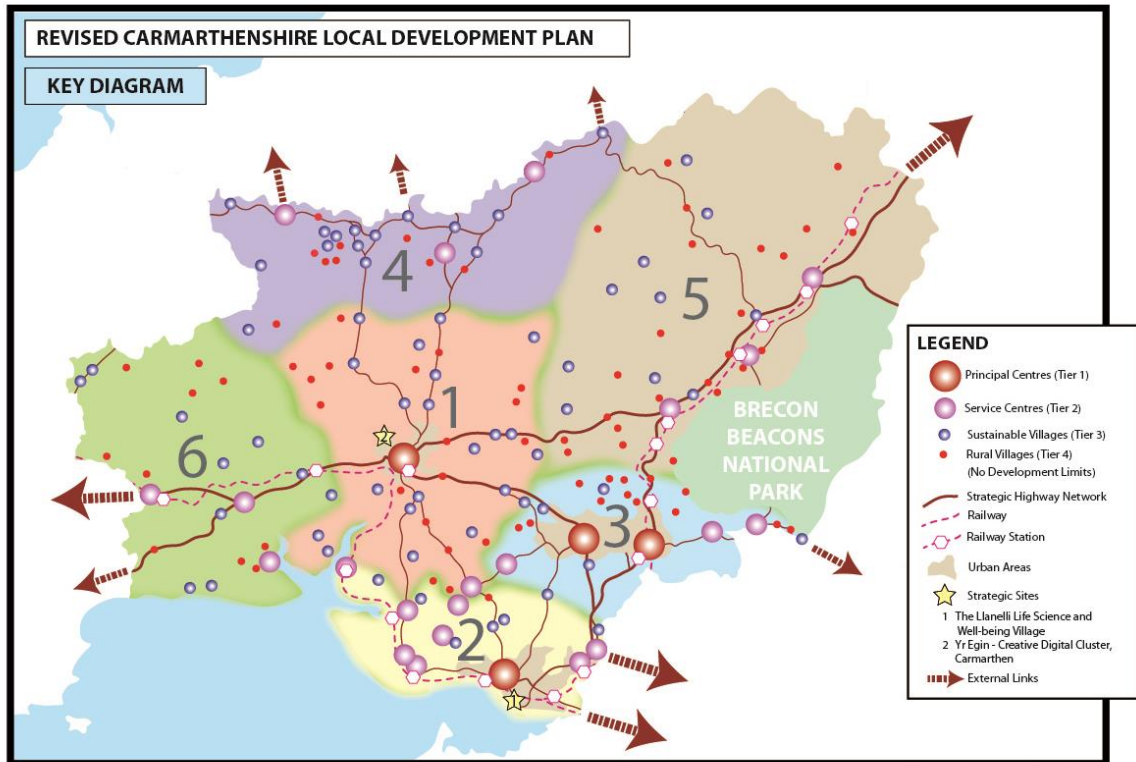 REVISED CARMARTHENSHIRE LOCAL DEVELOPMENT PLAN
KEY DIAGRAM
4
5
1
6
3
2
2
1
BRECON
BEACONS
NATIONAL
PARK
LEGEND
Principal Centres (Tier 1)
Service Centres (Tier 2)
Sustainable Villages (Tier 3)
Rural Villages (Tier 4)
(No Development Limits)
Strategic Highway Network
Railway
Railway Station
Urban Areas
Strategic Sites
1 The Llanelli Life Science and
Well-being Village
2 Yr Egin - Creative Digital Cluster,
Carmarthen
External Links